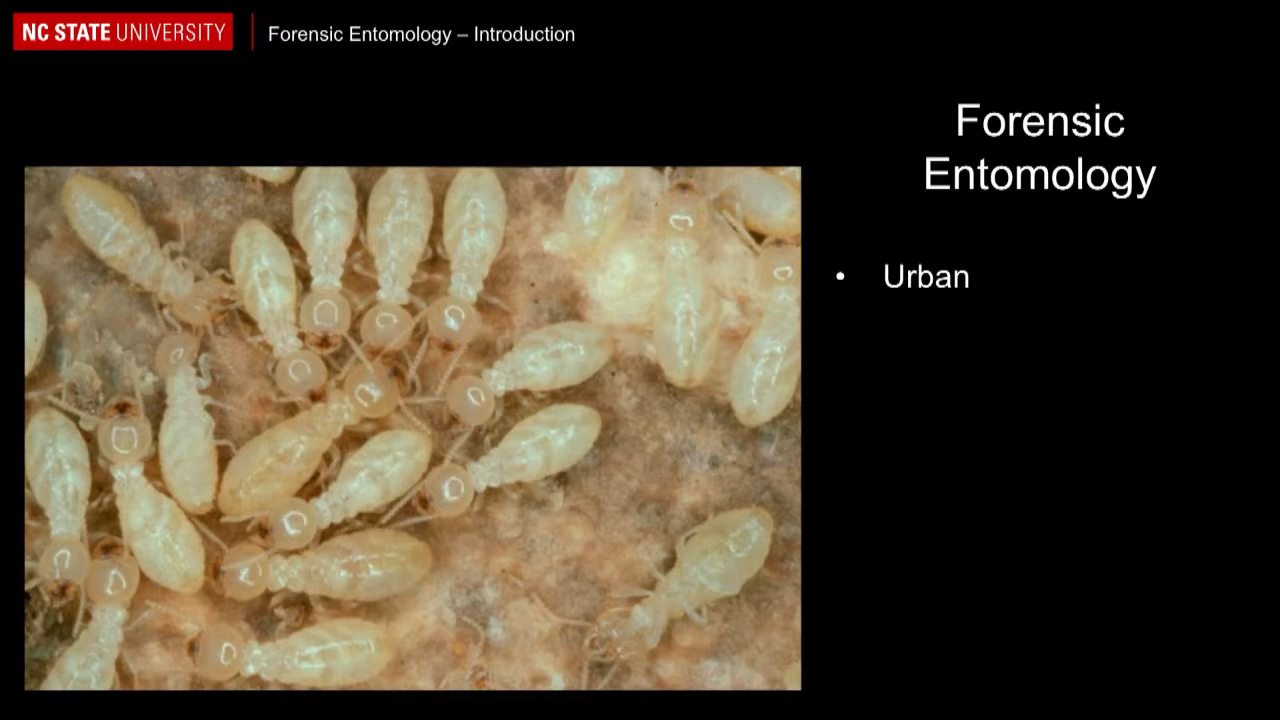 NC STATE UNIVERSITY
Forensic Entomology – Introduction
Forensic
Entomology
• Urban